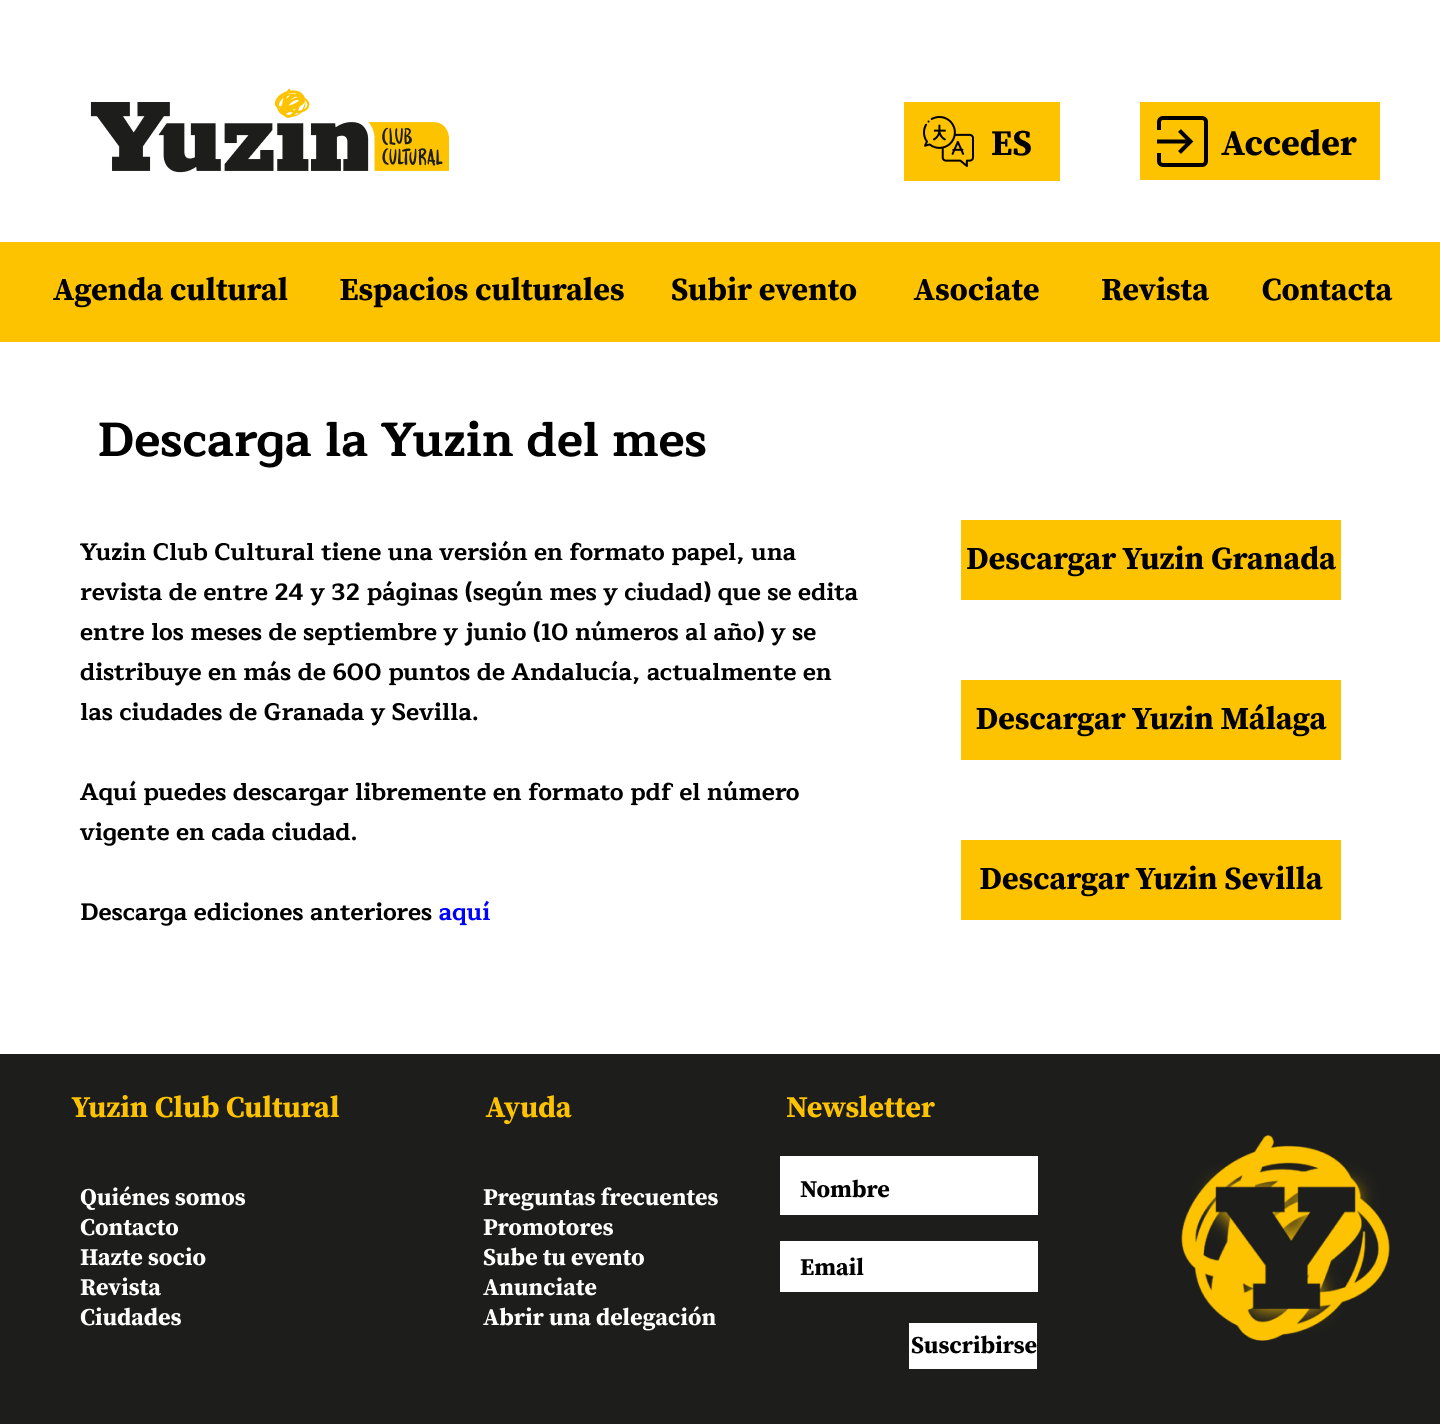 Yuzin
CLUB
CULTURAL
ES
Acceder
Agenda cultural
Espacios culturales
Subir evento
Asociate
Revista
Contacta
Descarga la Yuzin del mes
Yuzin Club Cultural tiene una versión en formato papel, una
revista de entre 24 y 32 páginas (según mes y ciudad) que se edita
entre los meses de septiembre y junio (10 números al año) y se
distribuye en más de 600 puntos de Andalucía, actualmente en
las ciudades de Granada y Sevilla.
Aquí puedes descargar libremente en formato pdf el número
vigente en cada ciudad.
Descarga ediciones anteriores aquí
Descargar Yuzin Granada
Descargar Yuzin Málaga
Descargar Yuzin Sevilla
Yuzin Club Cultural
Quiénes somos
Contacto
Hazte socio
Revista
Ciudades
Ayuda
Preguntas frecuentes
Promotores
Sube tu evento
Anunciate
Abrir una delegación
Newsletter
Nombre
Email
Suscribirse
Y